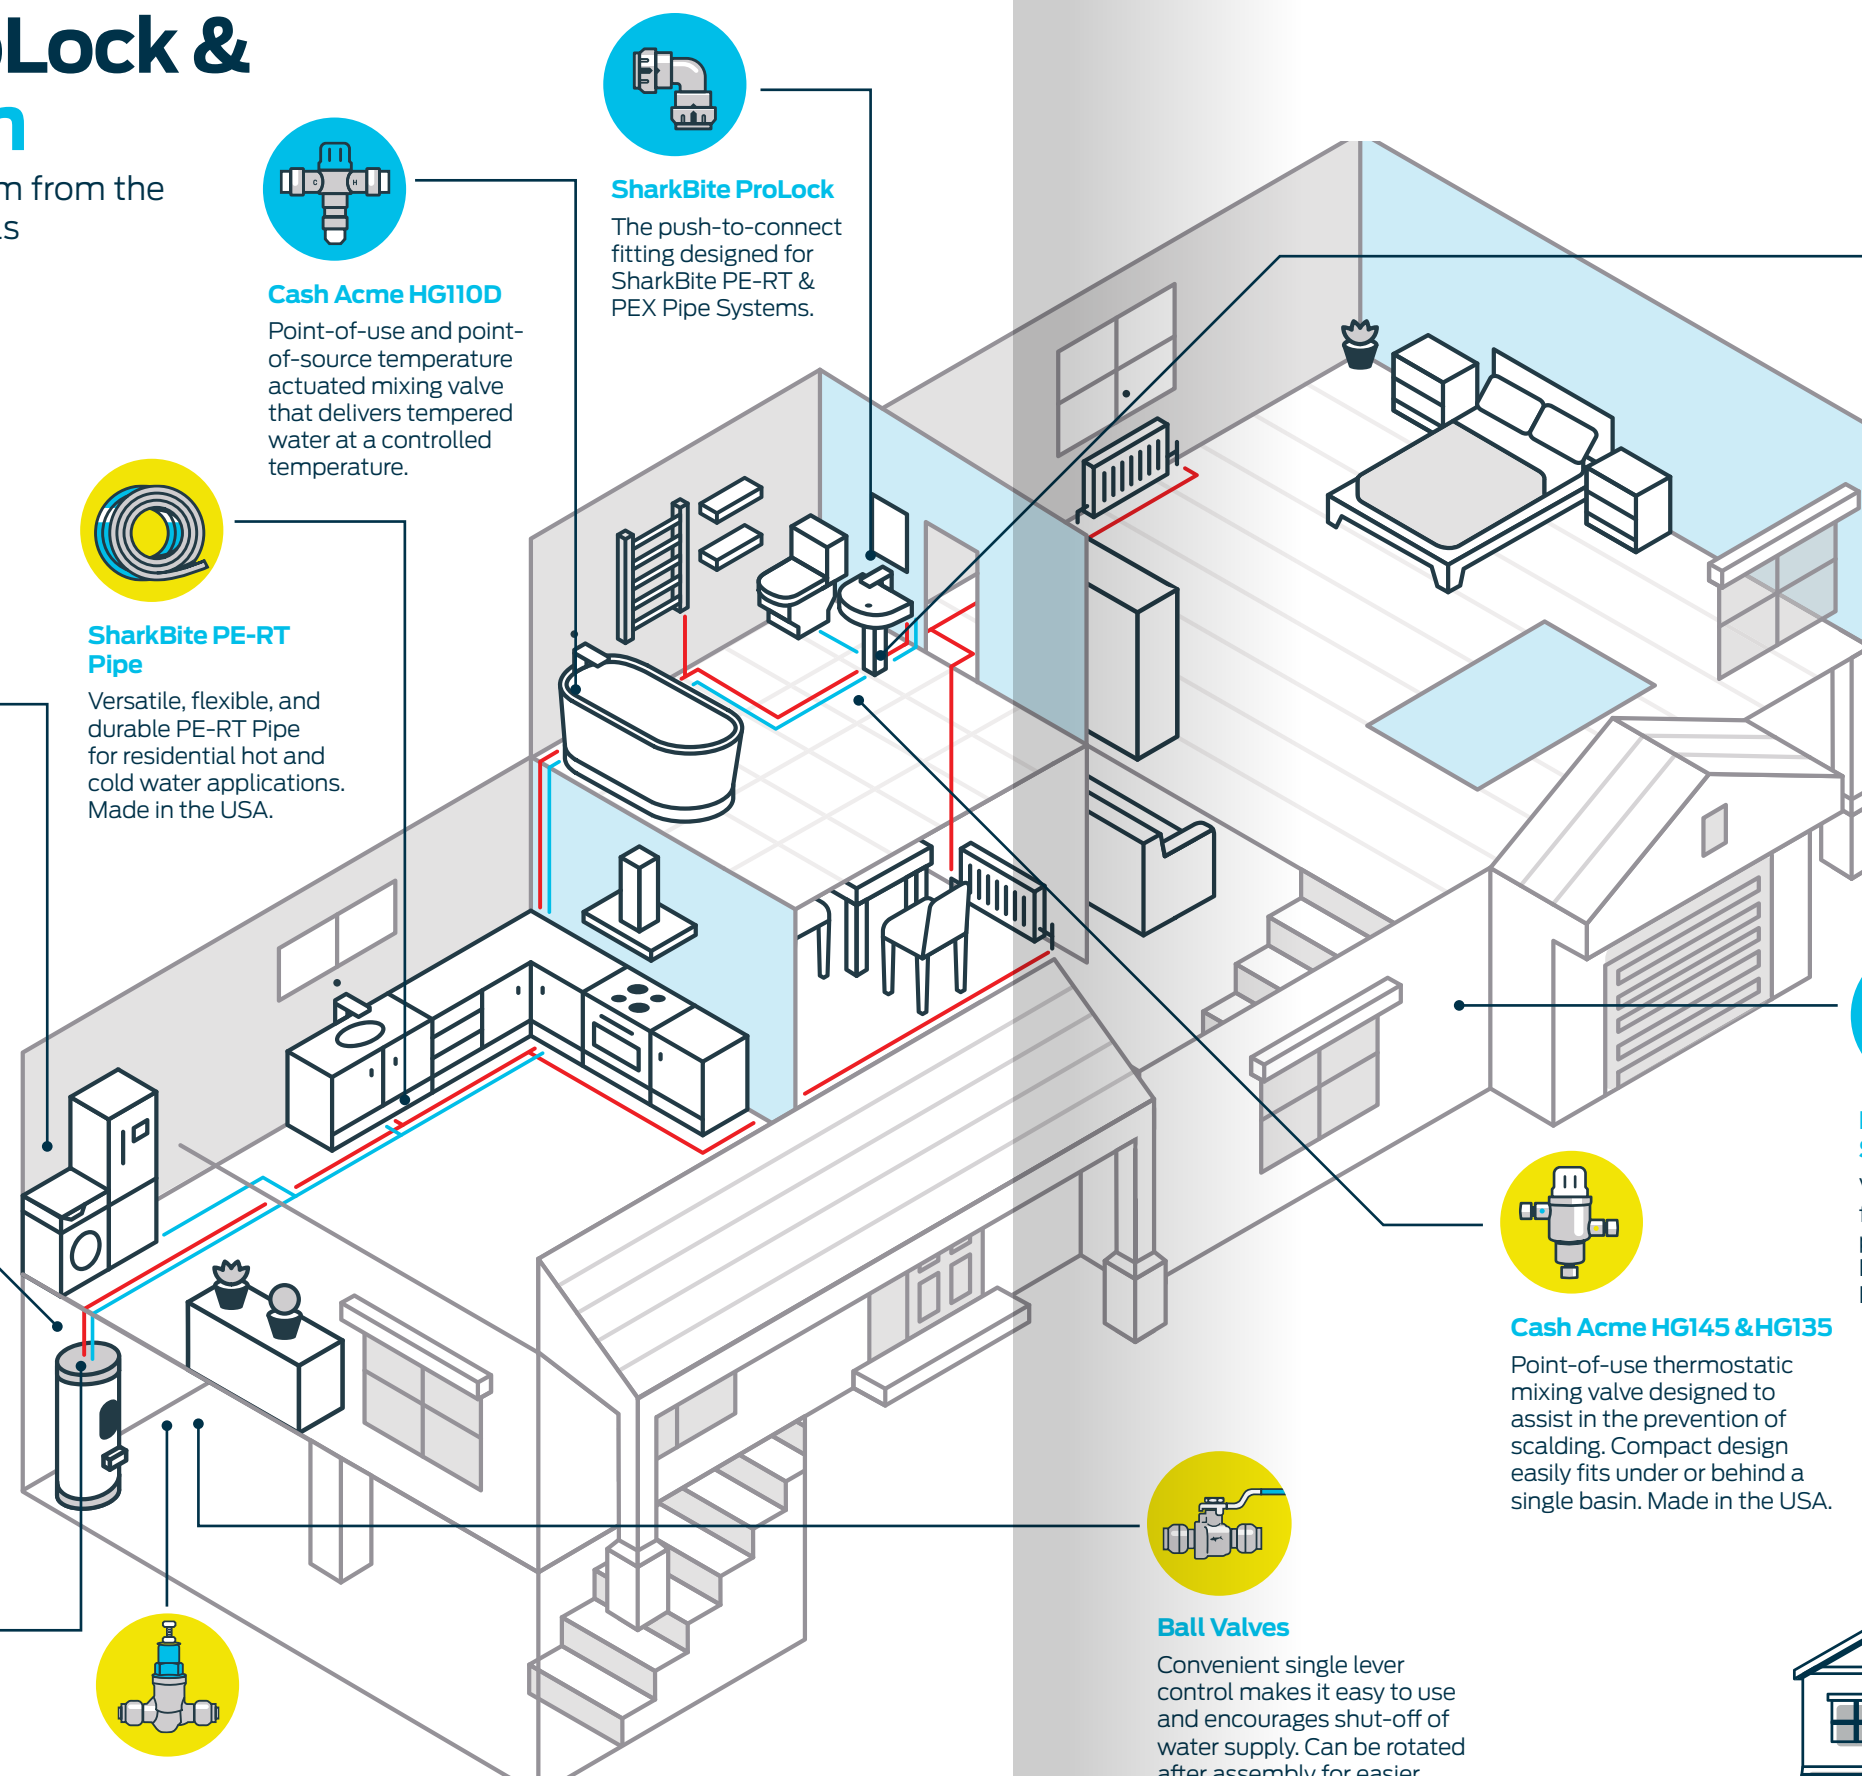 Lock &
m from the
SharkBite ProLock
The push-to-connect
fitting designed for
SharkBite PE-RT &
PEX Pipe Systems.
C H
Cash Acme HG110D
Point-of-use and point-
of-source temperature
actuated mixing valve
that delivers tempered
water at a controlled
temperature.
SharkBite PE-RT
Pipe
Versatile, flexible, and
durable PE-RT Pipe
for residential hot and
cold water applications.
Made in the USA.
Cash Acme HG145 &HG135
Point-of-use thermostatic
mixing valve designed to
assist in the prevention of
scalding. Compact design
easily fits under or behind a
single basin. Made in the USA.
Ball Valves
Convenient single lever
control makes it easy to use
and encourages shut-off of
water supply. Can be rotated
after assembly for easier